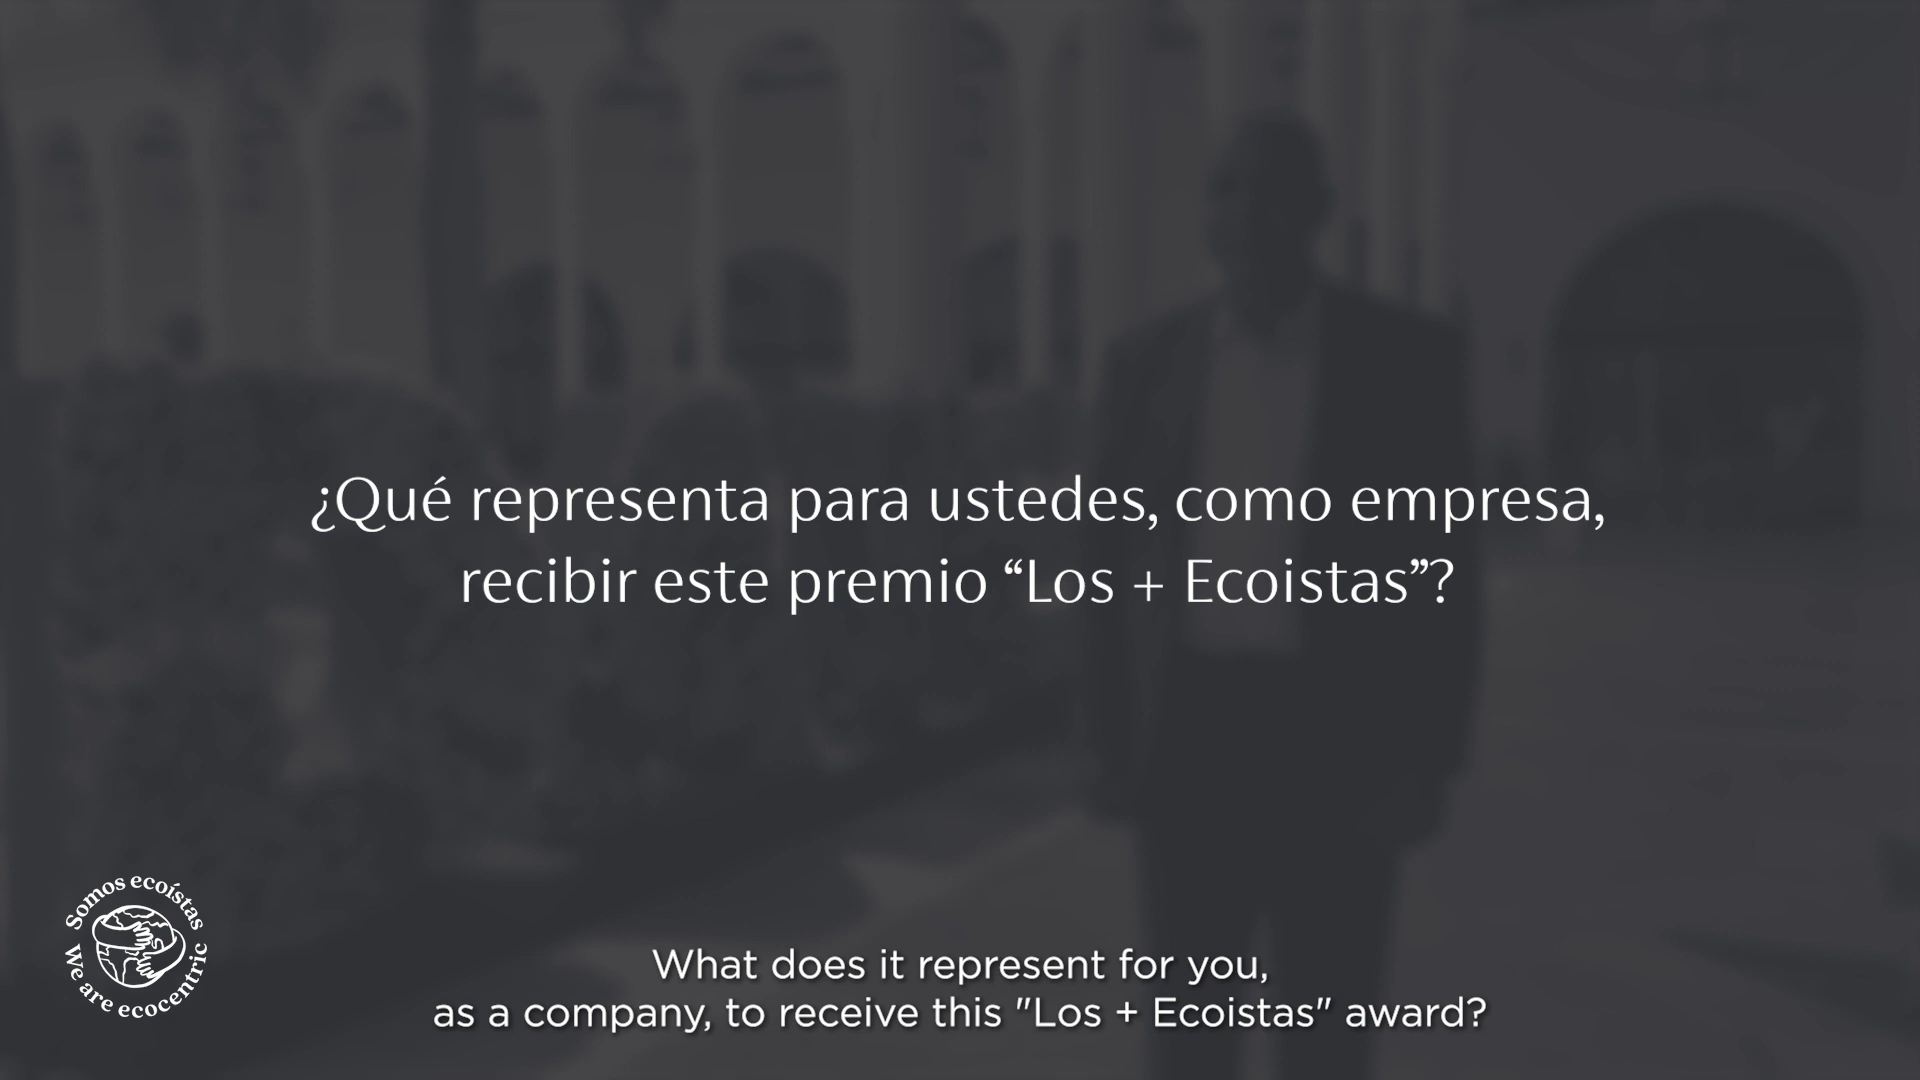 ¿Qué representa para ustedes, como empresa,
recibir este premio “Los + Ecoistas”?
Somos ecoístas
We are ecocentric
What does it represent for you,
as a company, to receive this "Los + Ecoistas" award?